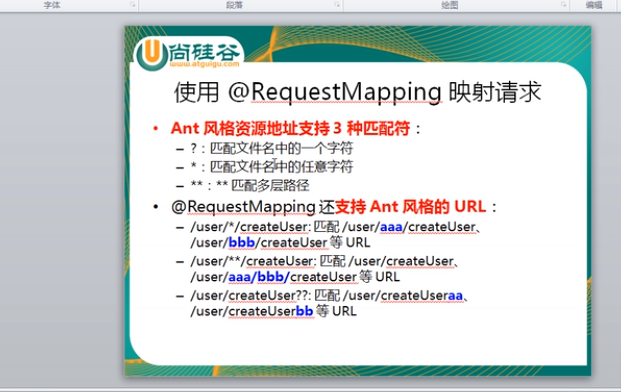 字体
段落
绘图
编辑
尚硅谷
www.atguigu.com
使用 @RequestMapping 映射请求
• Ant 风格资源地址支持 3 种匹配符：
– ?：匹配文件名中的一个字符
– *：匹配文件名中的任意字符
– **：** 匹配多层路径
• @RequestMapping 还支持 Ant 风格的 URL：
– /user/*/createUser: 匹配 /user/aaa/createUser、
/user/bbb/createUser 等 URL
– /user/**/createUser: 匹配 /user/createUser、
/user/aaa/bbb/createUser 等 URL
– /user/createUser??: 匹配 /user/createUseraa、
/user/createUserbb 等 URL